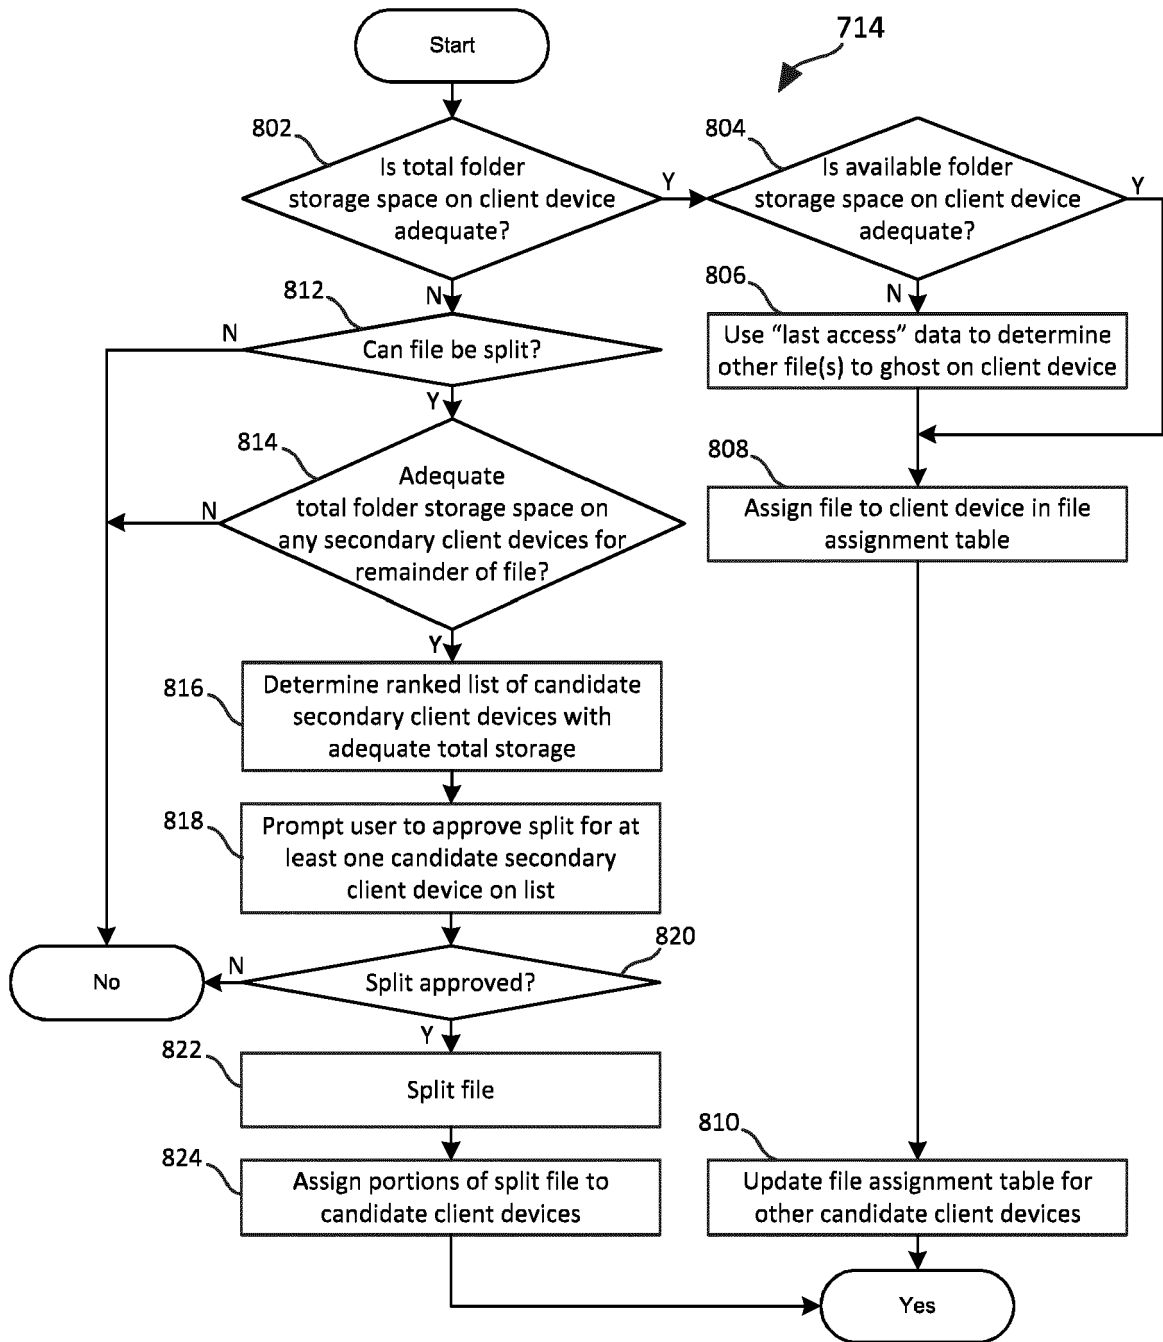 Start
714
802
Is total folder
storage space on client device
adequate?
Y
804
Is available folder
storage space on client device
adequate?
Y
N
812
N
Can file be split?
Y
806
N
Use “last access” data to determine
other file(s) to ghost on client device
814
N
Adequate
total folder storage space on
any secondary client devices for
remainder of file?
Y
808
Assign file to client device in file
assignment table
816
Determine ranked list of candidate
secondary client devices with
adequate total storage
818
Prompt user to approve split for at
least one candidate secondary
client device on list
820
No
N
Split approved?
Y
822
Split file
824
Assign portions of split file to
candidate client devices
810
Update file assignment table for
other candidate client devices
Yes